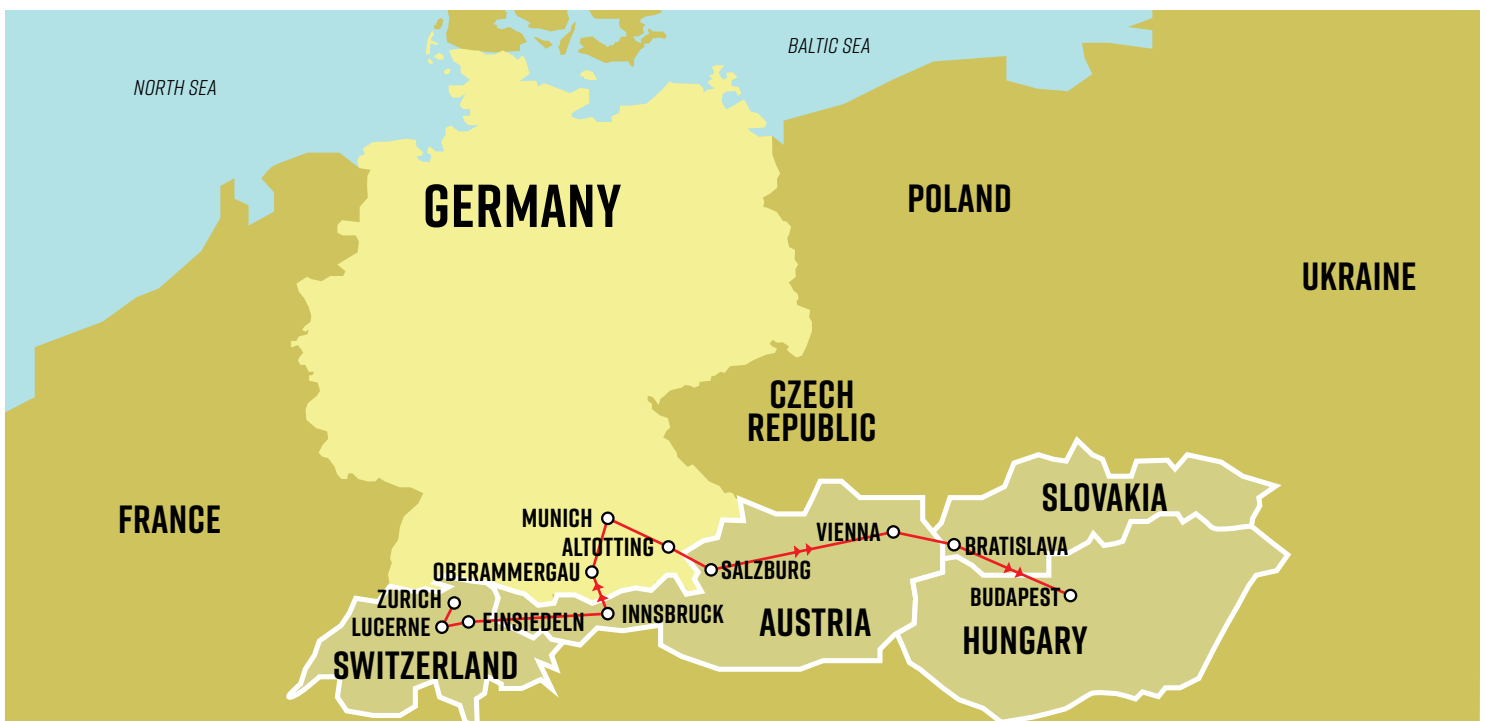 BALTIC SEA
NORTH SEA
GERMANY
POLAND
UKRAINE
CZECH
REPUBLIC
SLOVAKIA
FRANCE
MUNICH
VIENNA
ALTOTTING
BRATISLAVA
OBERAMMERGAU
SALZBURG
ZURICH
BUDAPEST
LUCERNE
EINSIEDELN
INNSBRUCK
AUSTRIA
HUNGARY
SWITZERLAND